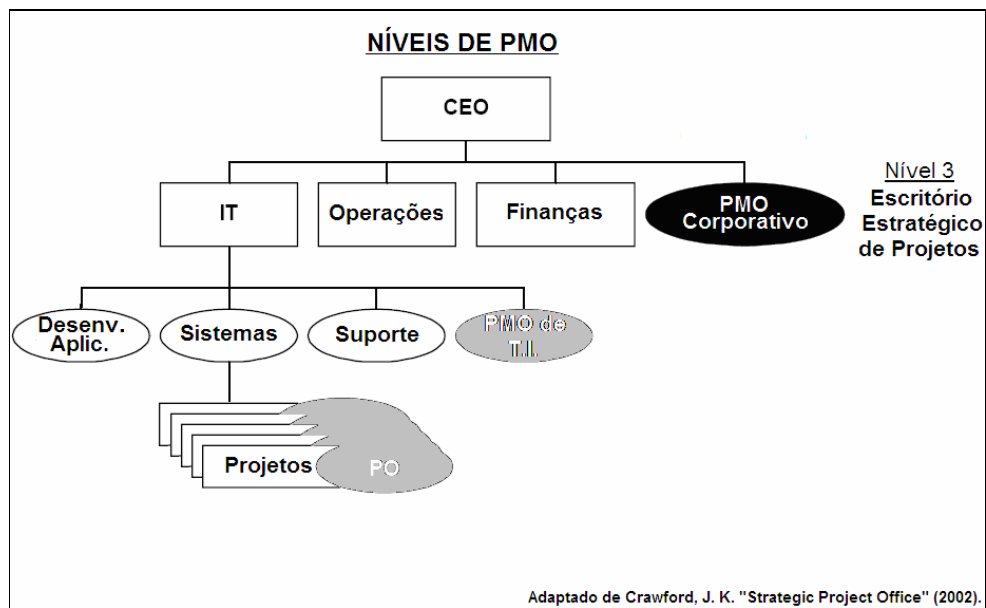 NÍVEIS DE PMO
CEO
IT
Operações
Finanças
PMO
Corporativo
Nível 3
Escritório
Estratégico
de Projetos
Desenv.
Aplic.
Sistemas
Suporte
PMO de
T.I.
Projetos
PO
Adaptado de Crawford, J. K. "Strategic Project Office" (2002).